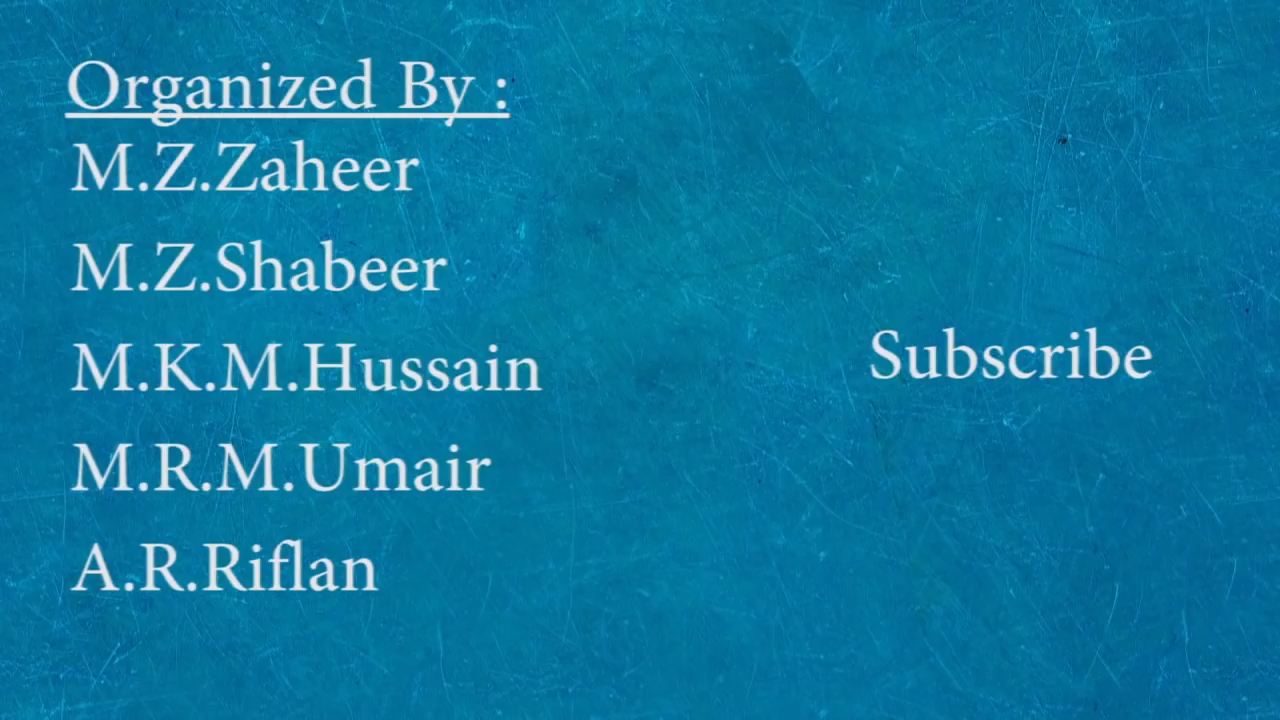 Organized By :
M.Z.Zaheer
M.Z.Shabeer
M.K.M.Hussain
M.R.M.Umair
A.R.Riflan
Subscribe